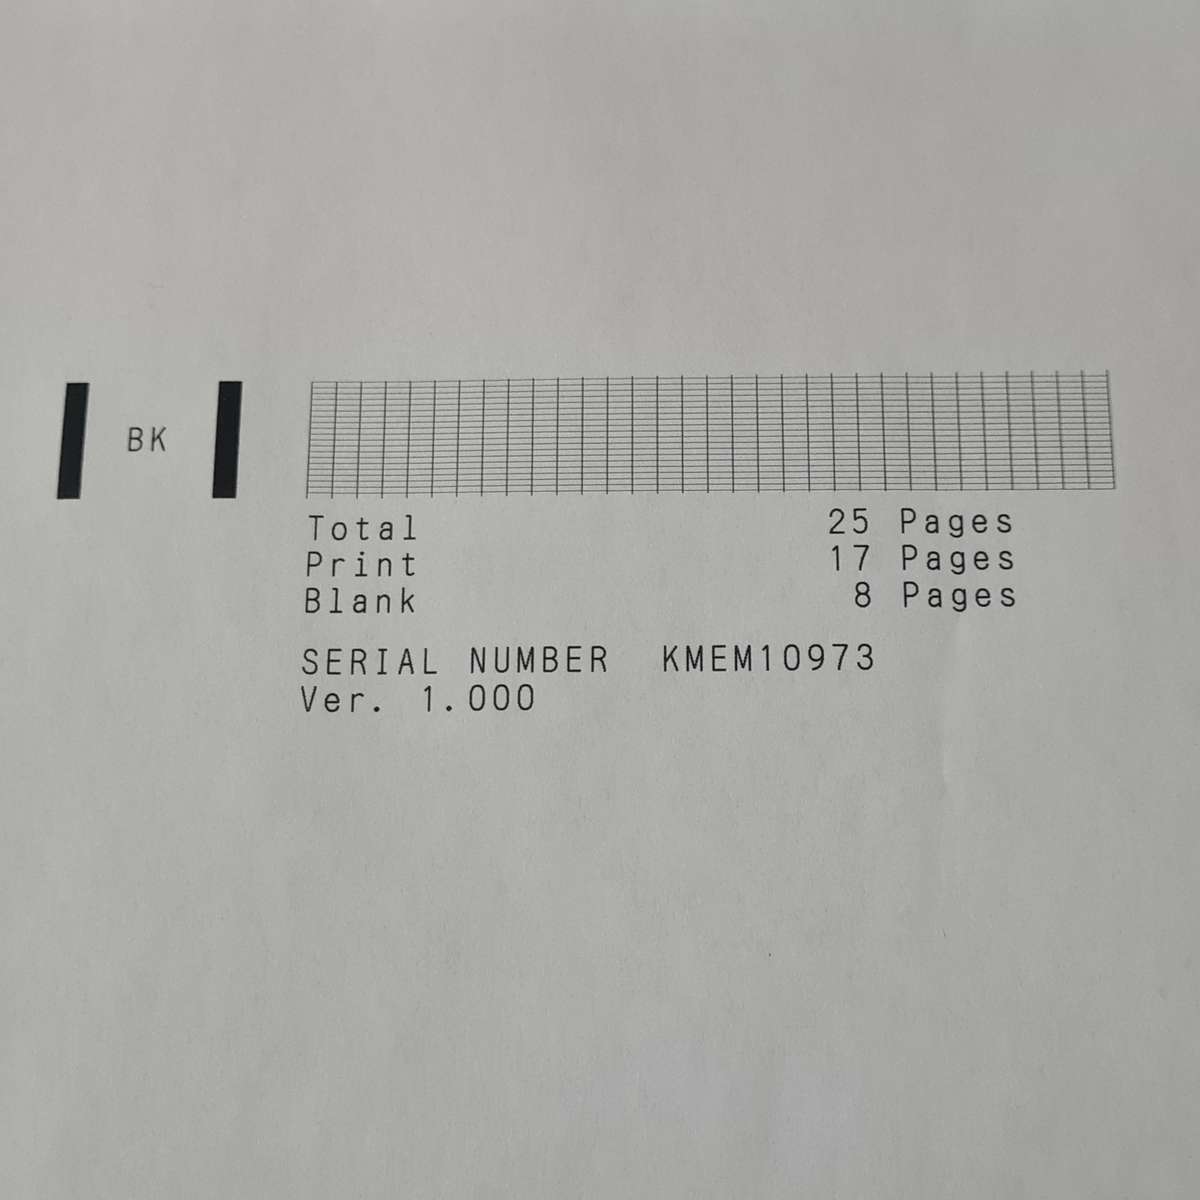 BK
Total 25 Pages
Print 17 Pages
Blank 8 Pages
SERIAL NUMBER KMEM10973
Ver. 1.000